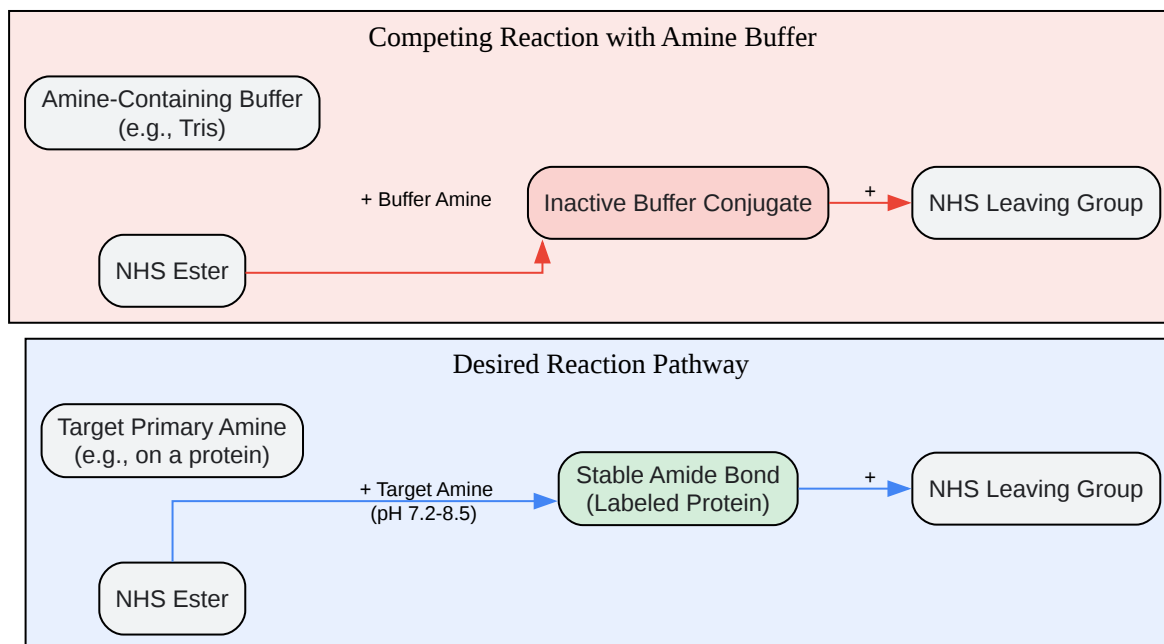 Competing Reaction with Amine Buffer
Amine-Containing Buffer
(e.g., Tris)
+ Buffer Amine
Inactive Buffer Conjugate
+
NHS Leaving Group
NHS Ester
Desired Reaction Pathway
Target Primary Amine
(e.g., on a protein)
+ Target Amine
(pH 7.2-8.5)
Stable Amide Bond
(Labeled Protein)
+
NHS Leaving Group
NHS Ester